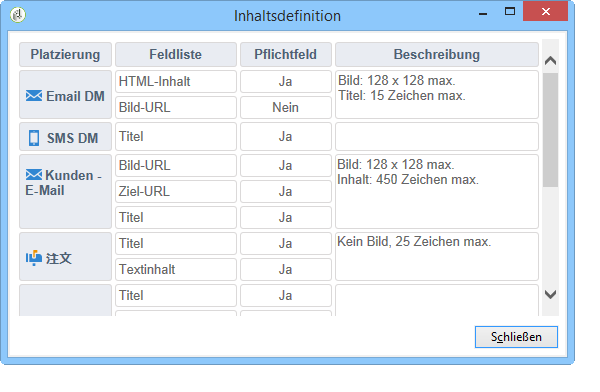 Inhaltsdefinition
Platzierung Feldliste Pflichtfeld Beschreibung
Email DM HTML-Inhalt Ja Bild: 128 x 128 max.
Titel: 15 Zeichen max.
Bild-URL Nein
SMS DM Titel Ja
Kunden -
E-Mail
Bild-URL Ja Bild: 128 x 128 max.
Inhalt: 450 Zeichen max.
Ziel-URL Ja
Titel Ja
注文 Titel Ja Kein Bild, 25 Zeichen max.
Textinhalt Ja
Titel Ja
Schließen